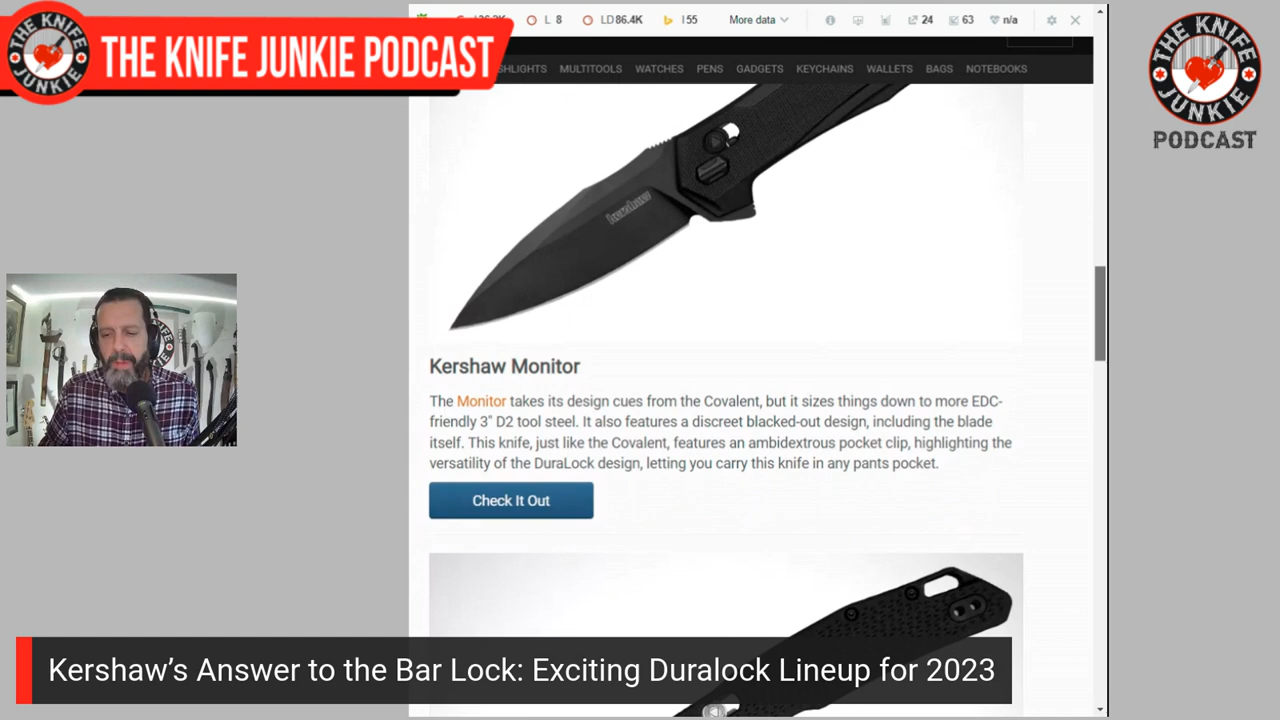 THE KNIFE JUNKIE
THE KNIFE JUNKIE PODCAST
L 8
LD 86.4K
I 55
More data
24
63
n/a
MULTITOOLS WATCHES PENS GADGETS KEYCHAINS WALLETS BAGS NOTEBOOKS
THE KNIFE JUNKIE
PODCAST
kershaw
Kershaw Monitor
The Monitor takes its design cues from the Covalent, but it sizes things down to more EDC-
friendly 3" D2 tool steel. It also features a discreet blacked-out design, including the blade
itself. This knife, just like the Covalent, features an ambidextrous pocket clip, highlighting the
versatility of the DuraLock design, letting you carry this knife in any pants pocket.
Check It Out
Kershaw’s Answer to the Bar Lock: Exciting Duralock Lineup for 2023